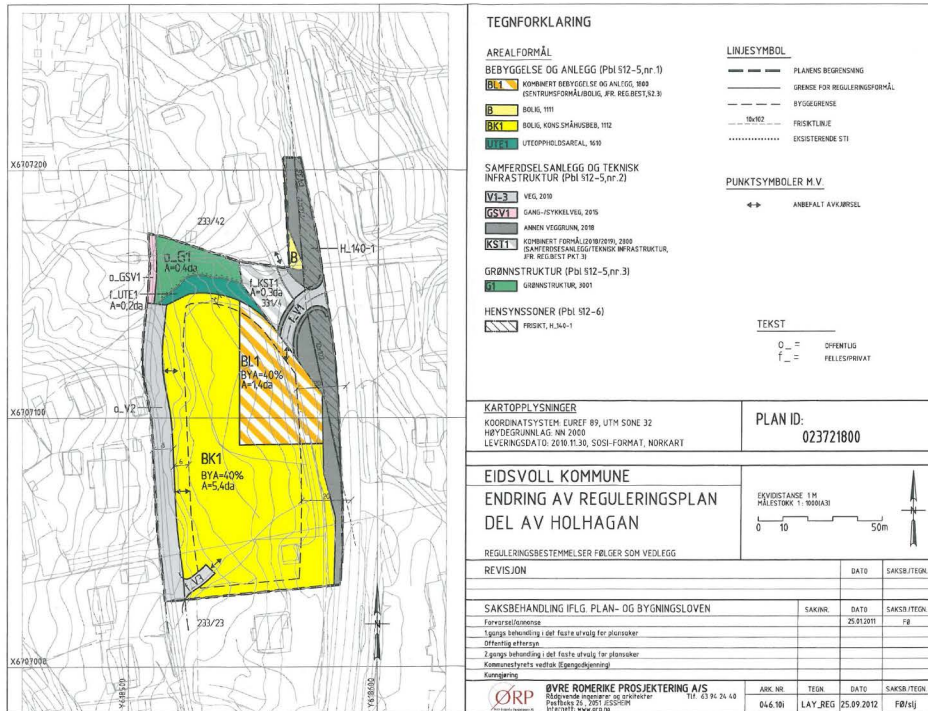 X6707200
X6707100
X6707000
Y618500
Y618600
233/42
H_140-1
B
o_G1
A=0,4da
o_GSV1
f_UTE1
A=0,2da
f_KST1
A=0,3da
331/4
f_V1
BL1
BYA=40%
A=1,4da
o_V2
BK1
BYA=40%
A=5,4da
f_V3
233/23
N
TEGNFORKLARING
AREALFORMÅL
BEBYGGELSE OG ANLEGG (Pbl §12-5,nr.1)
BL1 KOMBINERT BEBYGGELSE OG ANLEGG, 1800
(SENTRUMSFORMÅL/BOLIG, JFR. REG.BEST,§2.3)
B BOLIG, 1111
BK1 BOLIG, KONS.SMÅHUSBEB, 1112
UTE1 UTEOPPHOLDSAREAL, 1610
SAMFERDSELSANLEGG OG TEKNISK
INFRASTRUKTUR (Pbl §12-5,nr.2)
V1-3 VEG, 2010
GSV1 GANG-/SYKKELVEG, 2015
ANNEN VEGGRUNN, 2018
KST1 KOMBINERT FORMÅL(2018/2019), 2800
(SAMFERDSESANLEGG/TEKNISK INFRASTRUKTUR,
JFR. REG.BEST PKT.3)
GRØNNSTRUKTUR (Pbl §12-5,nr.3)
G1 GRØNNSTRUKTUR, 3001
HENSYNSSONER (Pbl §12-6)
FRISIKT, H_140-1
LINJESYMBOL
PLANENS BEGRENSNING
GRENSE FOR REGULERINGSFORMÅL
BYGGEGRENSE
10x102 FRISIKTLINJE
EKSISTERENDE STI
PUNKTSYMBOLER M.V.
ANBEFALT AVKJØRSEL
TEKST
o_ = OFFENTLIG
f_ = FELLES/PRIVAT
KARTOPPLYSNINGER
KOORDINATSYSTEM: EUREF 89, UTM SONE 32
HØYDEGRUNNLAG: NN 2000
LEVERINGSDATO: 2010.11.30, SOSI-FORMAT, NORKART
PLAN ID:
023721800
EIDSVOLL KOMMUNE
ENDRING AV REGULERINGSPLAN
DEL AV HOLHAGAN
REGULERINGSBESTEMMELSER FØLGER SOM VEDLEGG
EKVIDISTANSE 1 M
MÅLESTOKK 1 : 1000(A3)
0 10 50m
N
REVISJON DATO SAKSB./TEGN.
SAKSBEHANDLING IFLG. PLAN- OG BYGNINGSLOVEN SAK/NR. DATO SAKSB./TEGN.
Forvarsel/annonse 25.01.2011 FØ
1.gangs behandling i det faste utvalg for plansaker
Offentlig ettersyn
2.gangs behandling i det faste utvalg for plansaker
Kommunestyrets vedtak (Egengodkjenning)
Kunngjøring
ØRP
ØVRE ROMERIKE PROSJEKTERING A/S
Rådgivende ingeniører og arkitekter Tlf. 63 94 24 40
Postboks 26 , 2051 JESSHEIM
Internett: www.orp.no
ARK. NR. TEGN. DATO SAKSB./TEGN.
046.10i LAY_REG 25.09.2012 FØ/slj